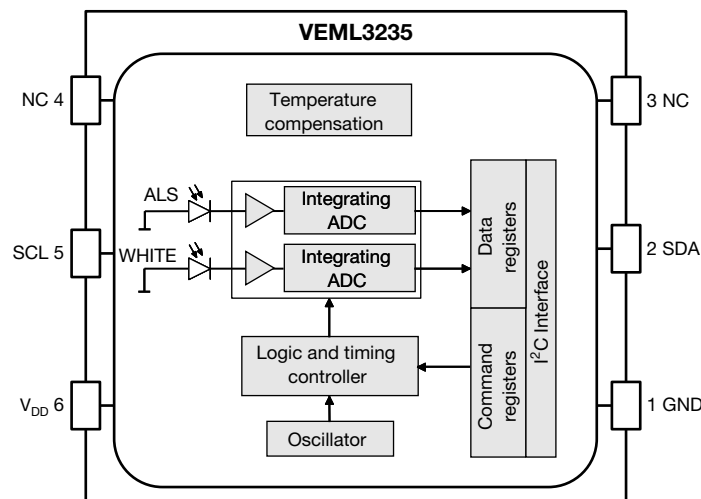 VEML3235
NC 4
3 NC
Temperature
compensation
ALS
Integrating
ADC
WHITE
Integrating
ADC
SCL 5
2 SDA
Data
registers
I²C Interface
Logic and timing
controller
Command
registers
V_DD 6
1 GND
Oscillator